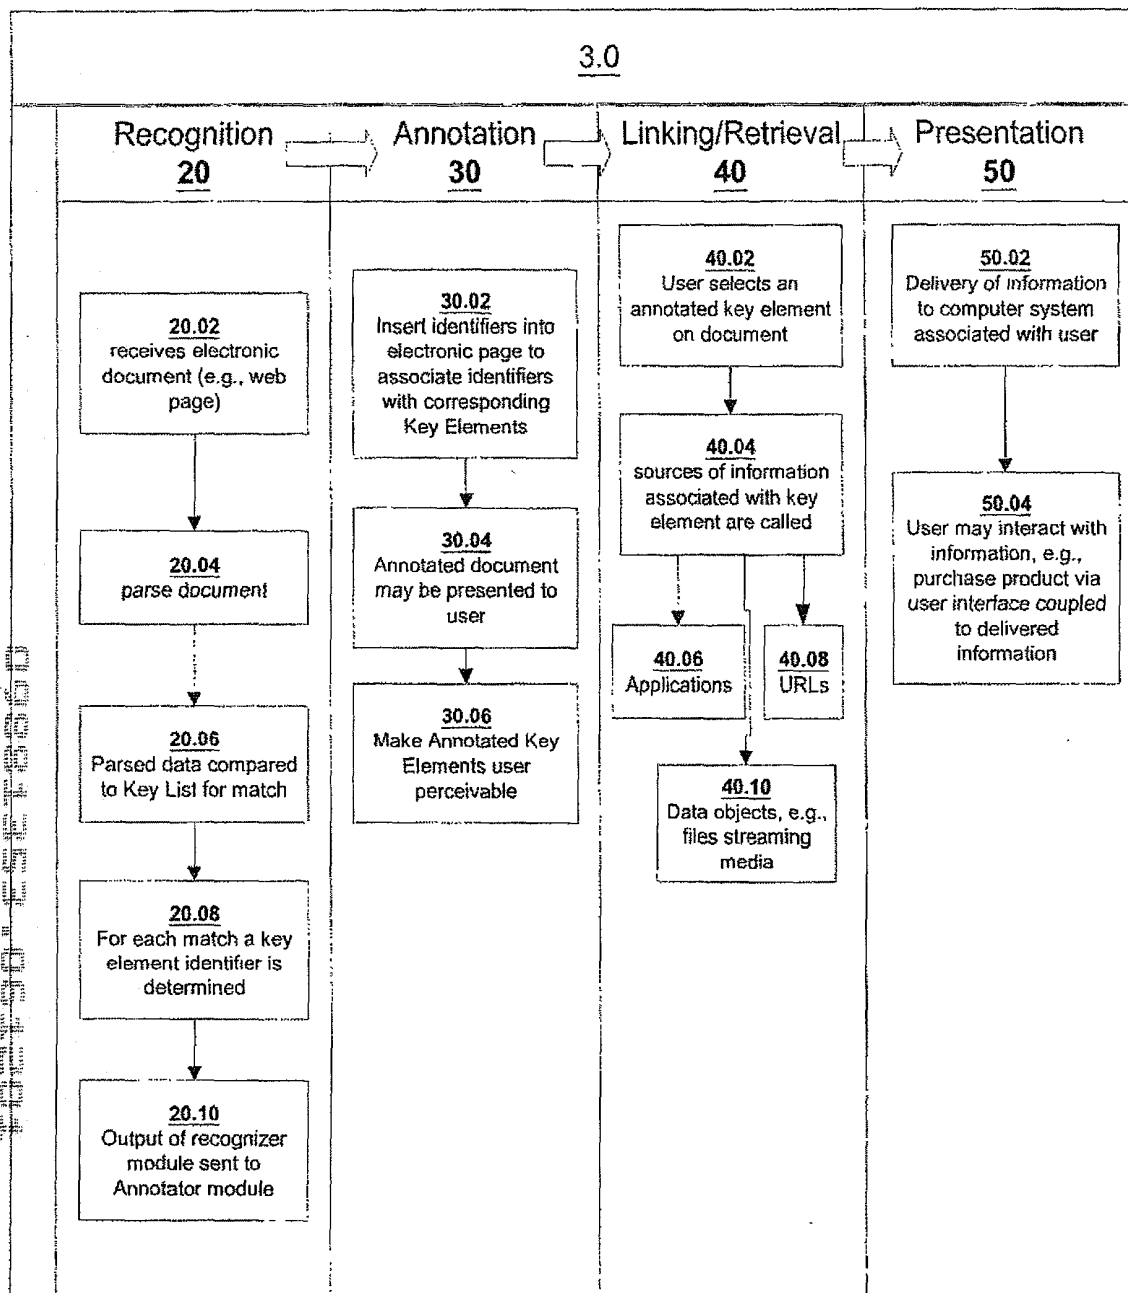 3.0
Recognition
20
Annotation
30
Linking/Retrieval
40
Presentation
50
20.02
receives electronic
document (e.g., web
page)
20.04
parse document
20.06
Parsed data compared
to Key List for match
20.08
For each match a key
element identifier is
determined
20.10
Output of recognizer
module sent to
Annotator module
30.02
Insert identifiers into
electronic page to
associate identifiers
with corresponding
Key Elements
30.04
Annotated document
may be presented to
user
30.06
Make Annotated Key
Elements user
perceivable
40.02
User selects an
annotated key element
on document
40.04
sources of information
associated with key
element are called
40.06
Applications
40.08
URLs
40.10
Data objects, e.g.,
files streaming
media
50.02
Delivery of information
to computer system
associated with user
50.04
User may interact with
information, e.g.,
purchase product via
user interface coupled
to delivered
information